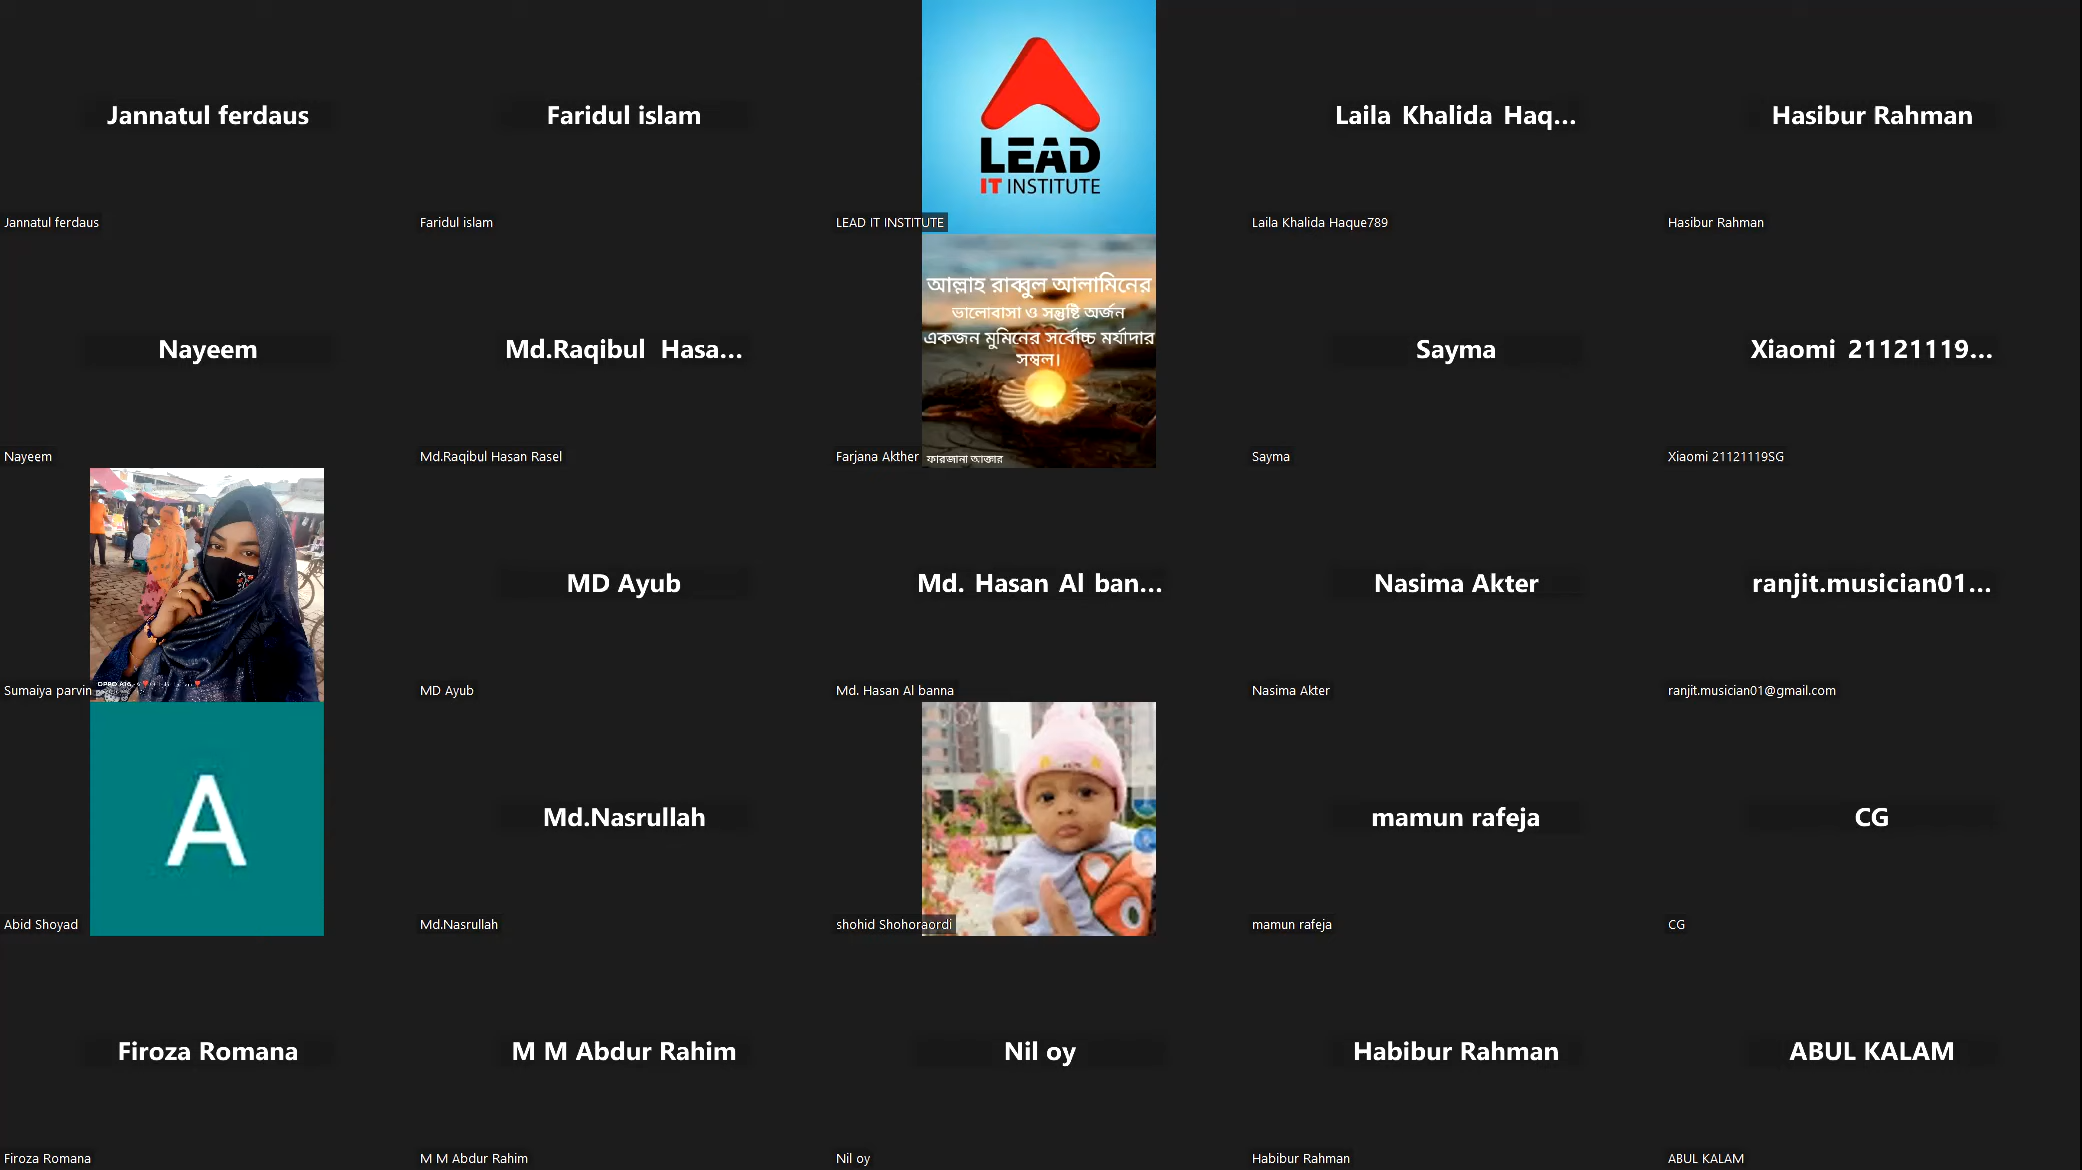 Jannatul ferdaus
Jannatul ferdaus
Faridul islam
Faridul islam
LEAD
IT INSTITUTE
LEAD IT INSTITUTE
Laila Khalida Haq...
Laila Khalida Haque789
Hasibur Rahman
Hasibur Rahman
Nayeem
Nayeem
Md.Raqibul Hasa...
Md.Raqibul Hasan Rasel
আল্লাহ রাব্বুল আলামিনের
ভালোবাসা ও সন্তুষ্টি অর্জন
একজন মুমিনের সর্বোচ্চ মর্যাদার
সম্বল।
ফারজানা আক্তার
Farjana Akther
Sayma
Sayma
Xiaomi 21121119...
Xiaomi 21121119SG
OPPO A16
Sumaiya parvin
MD Ayub
MD Ayub
Md. Hasan Al ban...
Md. Hasan Al banna
Nasima Akter
Nasima Akter
ranjit.musician01...
ranjit.musician01@gmail.com
A
Abid Shoyad
Md.Nasrullah
Md.Nasrullah
shohid Shohoraordi
mamun rafeja
mamun rafeja
CG
CG
Firoza Romana
Firoza Romana
M M Abdur Rahim
M M Abdur Rahim
Nil oy
Nil oy
Habibur Rahman
Habibur Rahman
ABUL KALAM
ABUL KALAM